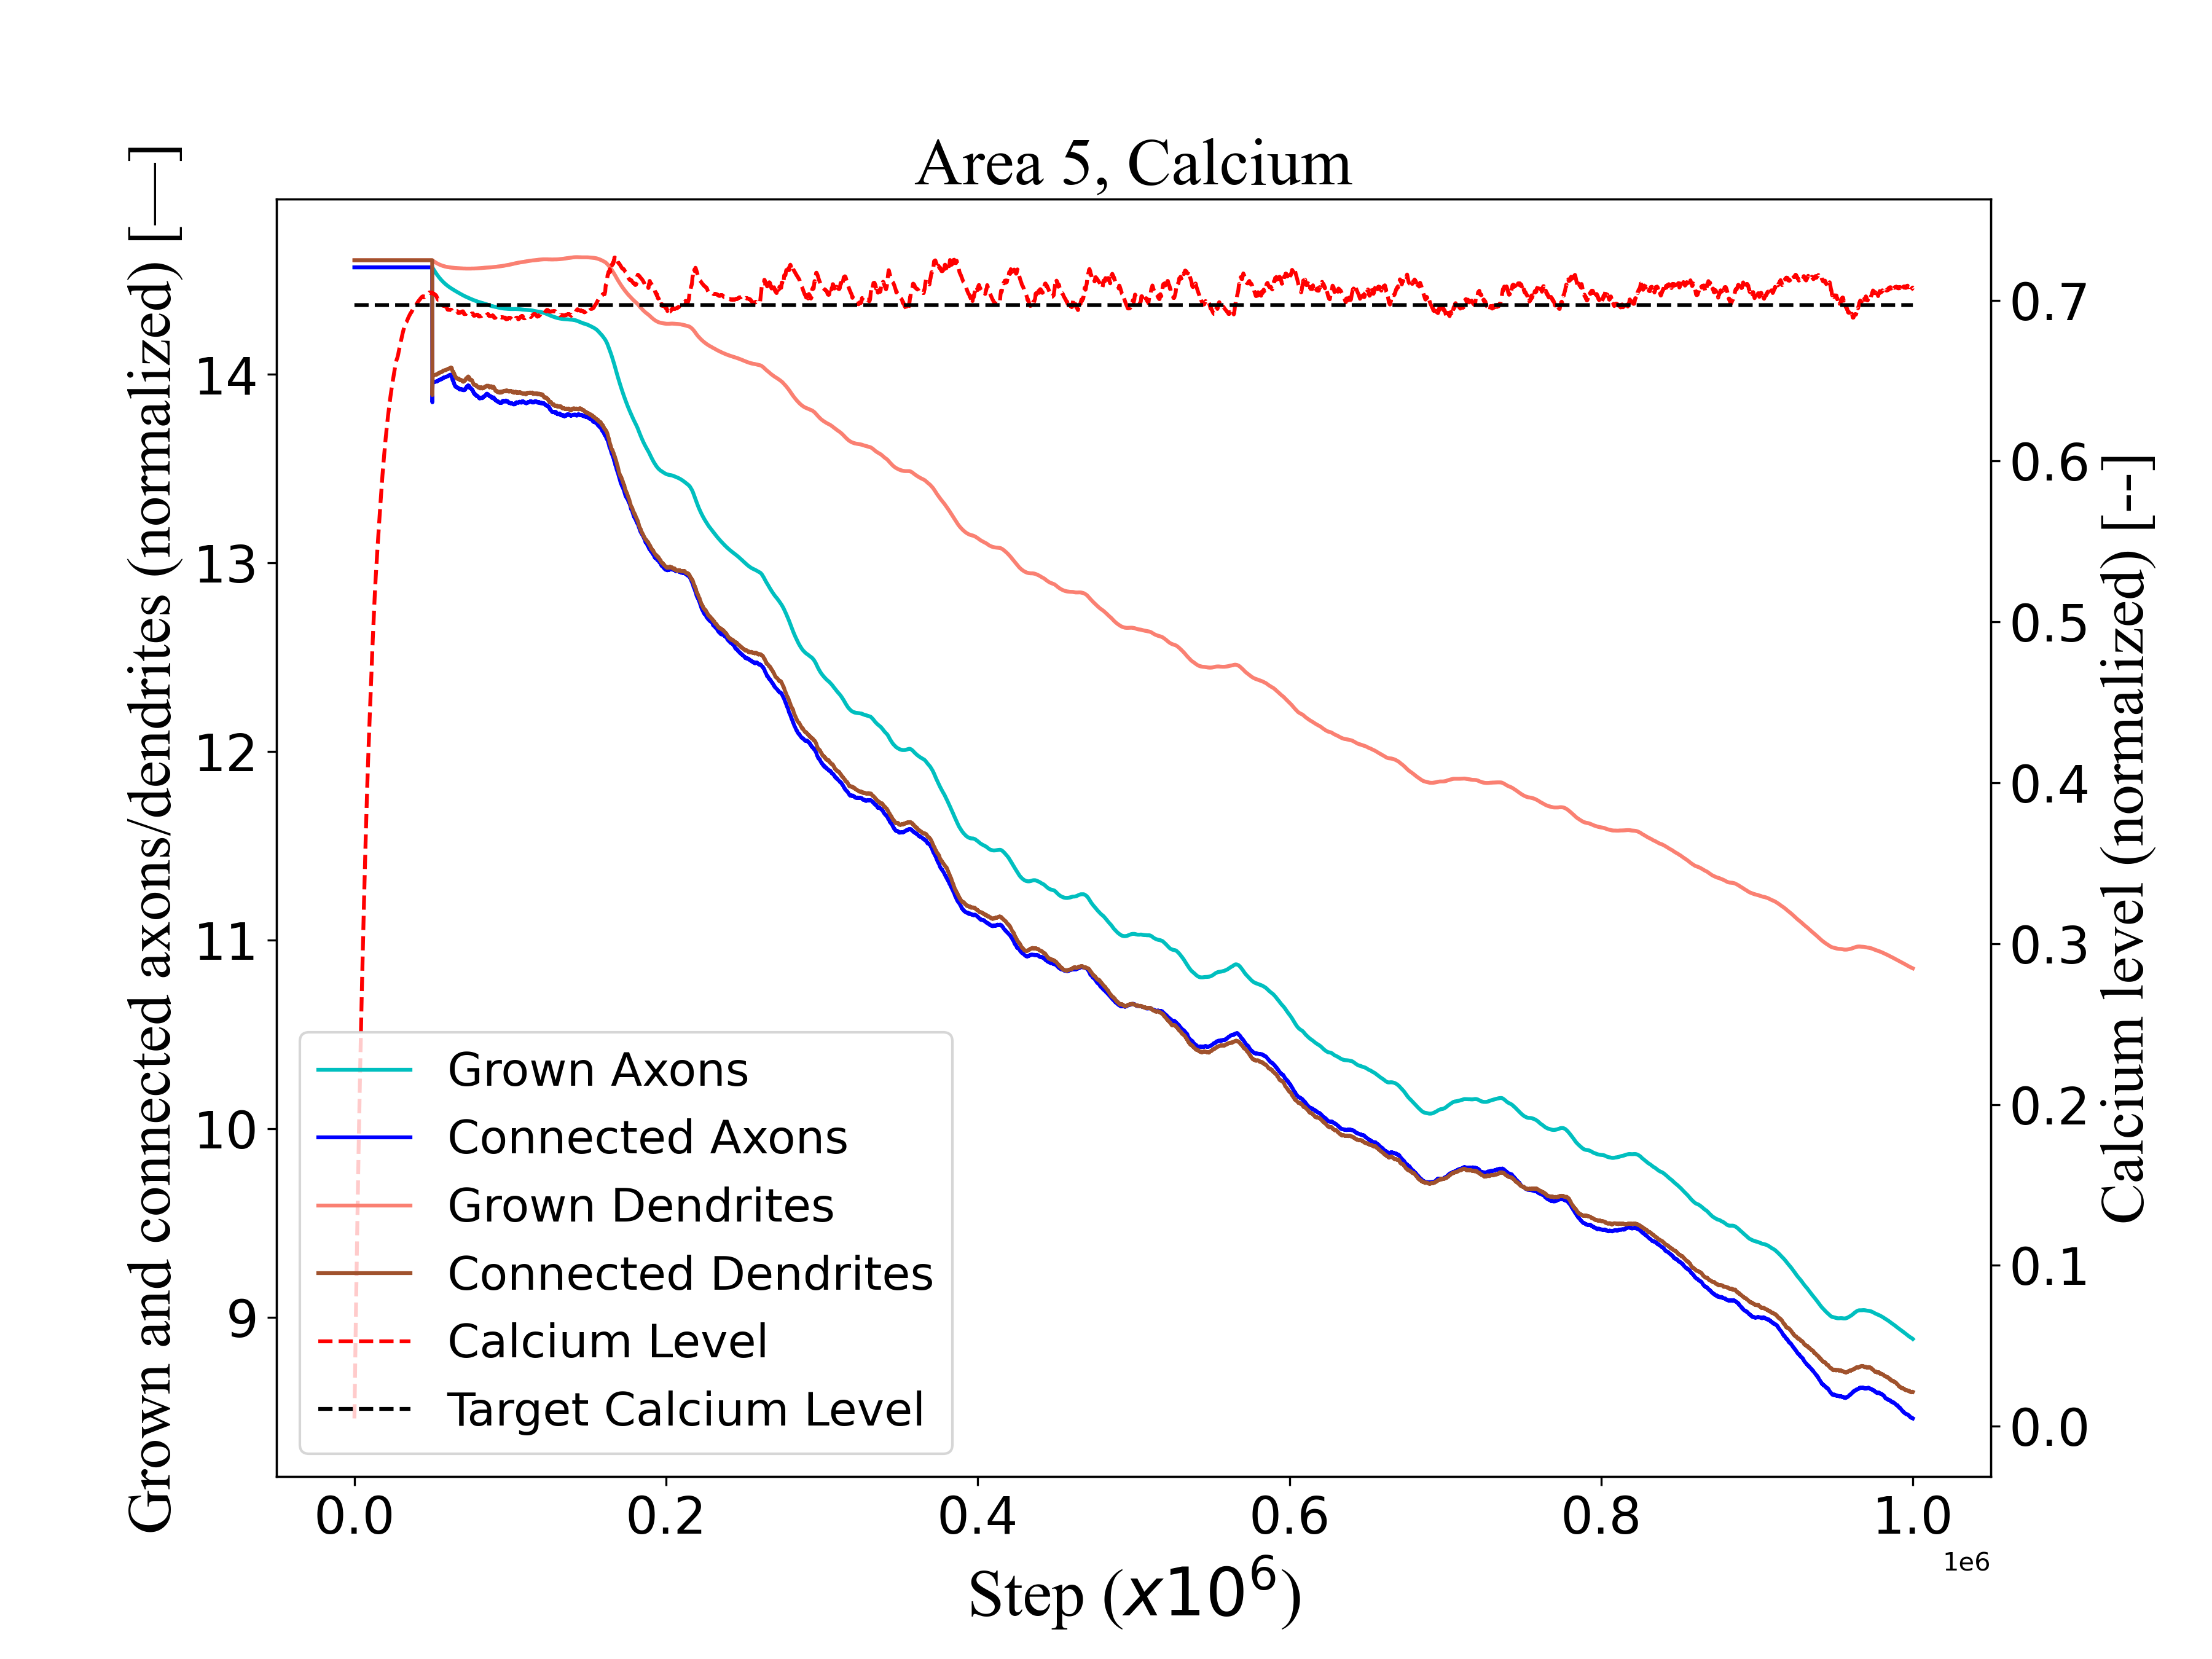 Area 5, Calcium
Grown and connected axons/dendrites (normalized) [—]
14
13
12
11
10
9
0.7
0.6
0.5
0.4
0.3
0.2
0.1
0.0
Calcium level (normalized) [--]
Grown Axons
Connected Axons
Grown Dendrites
Connected Dendrites
Calcium Level
Target Calcium Level
0.0 0.2 0.4 0.6 0.8 1.0
1e6
Step (x10⁶)